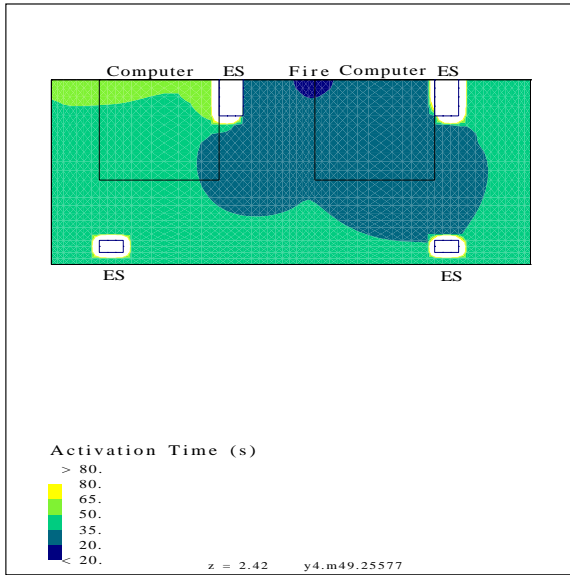 Computer ES Fire Computer ES
ES ES
Activation Time (s)
> 80.
80.
65.
50.
35.
20.
< 20.
z = 2.42 y4.m49.25577